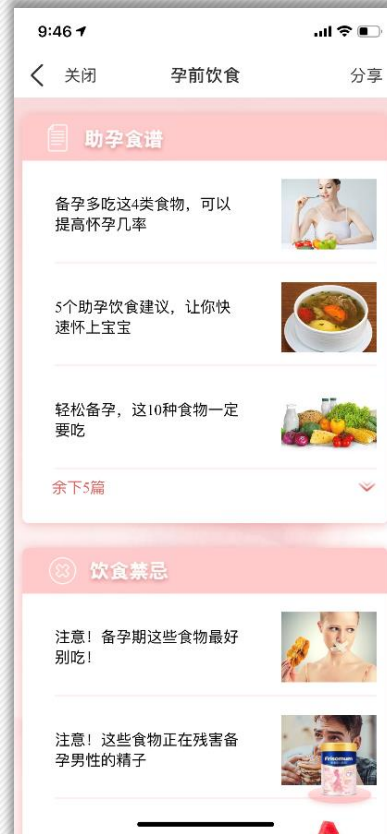 9:46
关闭
孕前饮食
分享
助孕食谱
备孕多吃这4类食物，可以
提高怀孕几率
5个助孕饮食建议，让你快
速怀上宝宝
轻松备孕，这10种食物一定
要吃
余下5篇
饮食禁忌
注意！备孕期这些食物最好
别吃！
注意！这些食物正在残害备
孕男性的精子
Frisomum